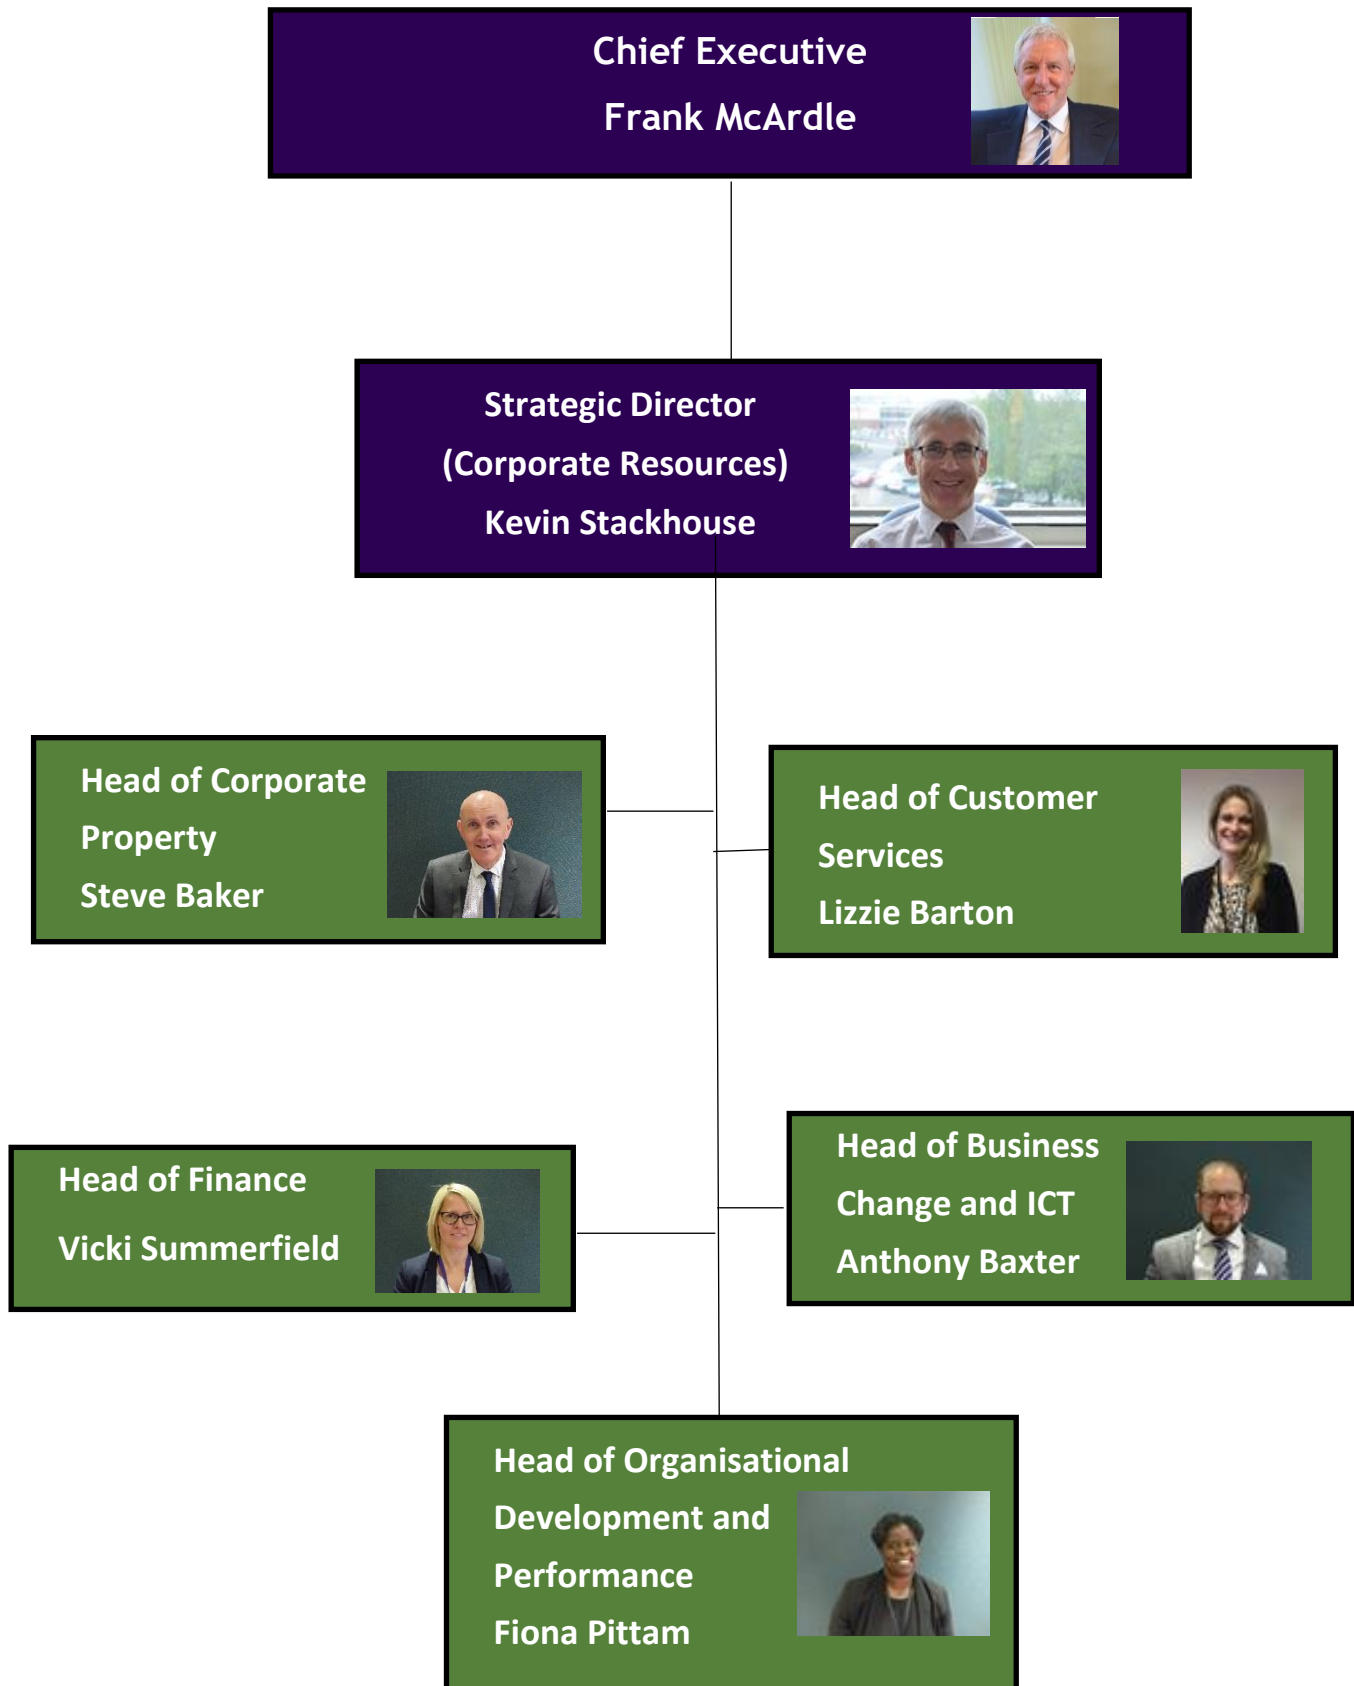 Chief Executive
Frank McArdle
Strategic Director
(Corporate Resources)
Kevin Stackhouse
Head of Corporate
Property
Steve Baker
Head of Customer
Services
Lizzie Barton
Head of Finance
Vicki Summerfield
Head of Business
Change and ICT
Anthony Baxter
Head of Organisational
Development and
Performance
Fiona Pittam